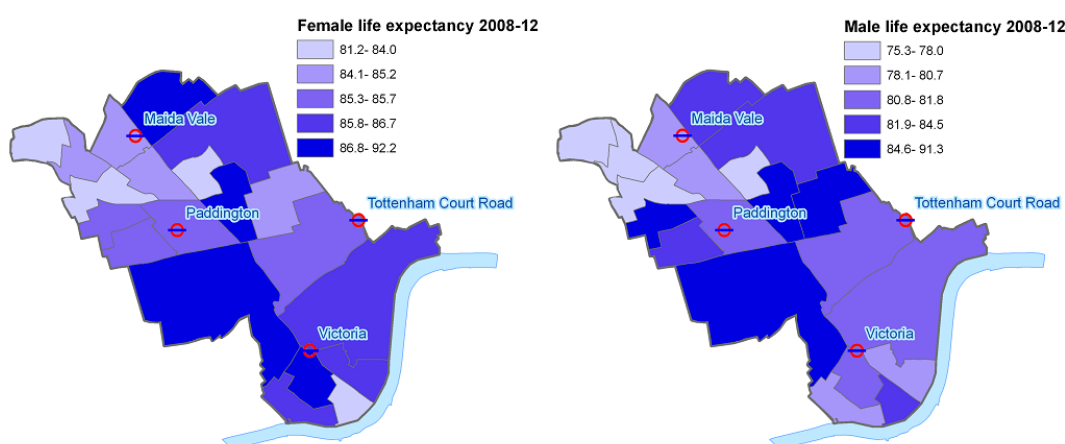 Female life expectancy 2008-12
81.2- 84.0
84.1- 85.2
85.3- 85.7
85.8- 86.7
86.8- 92.2
Maida Vale
Paddington
Tottenham Court Road
Victoria
Male life expectancy 2008-12
75.3- 78.0
78.1- 80.7
80.8- 81.8
81.9- 84.5
84.6- 91.3
Maida Vale
Paddington
Tottenham Court Road
Victoria